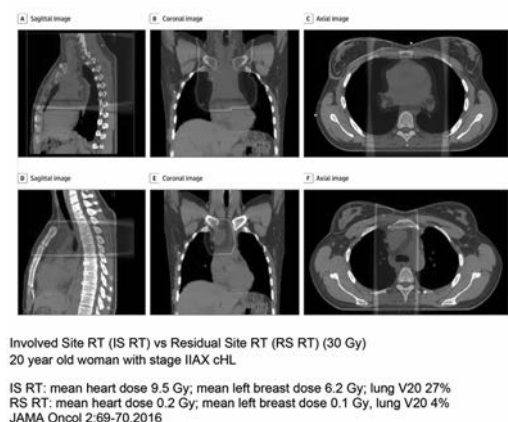 A Sagittal image
B Coronal image
C Axial image
D Sagittal image
E Coronal image
F Axial image
Involved Site RT (IS RT) vs Residual Site RT (RS RT) (30 Gy)
20 year old woman with stage IIAX cHL
IS RT: mean heart dose 9.5 Gy; mean left breast dose 6.2 Gy; lung V20 27%
RS RT: mean heart dose 0.2 Gy; mean left breast dose 0.1 Gy, lung V20 4%
JAMA Oncol 2:69-70.2016